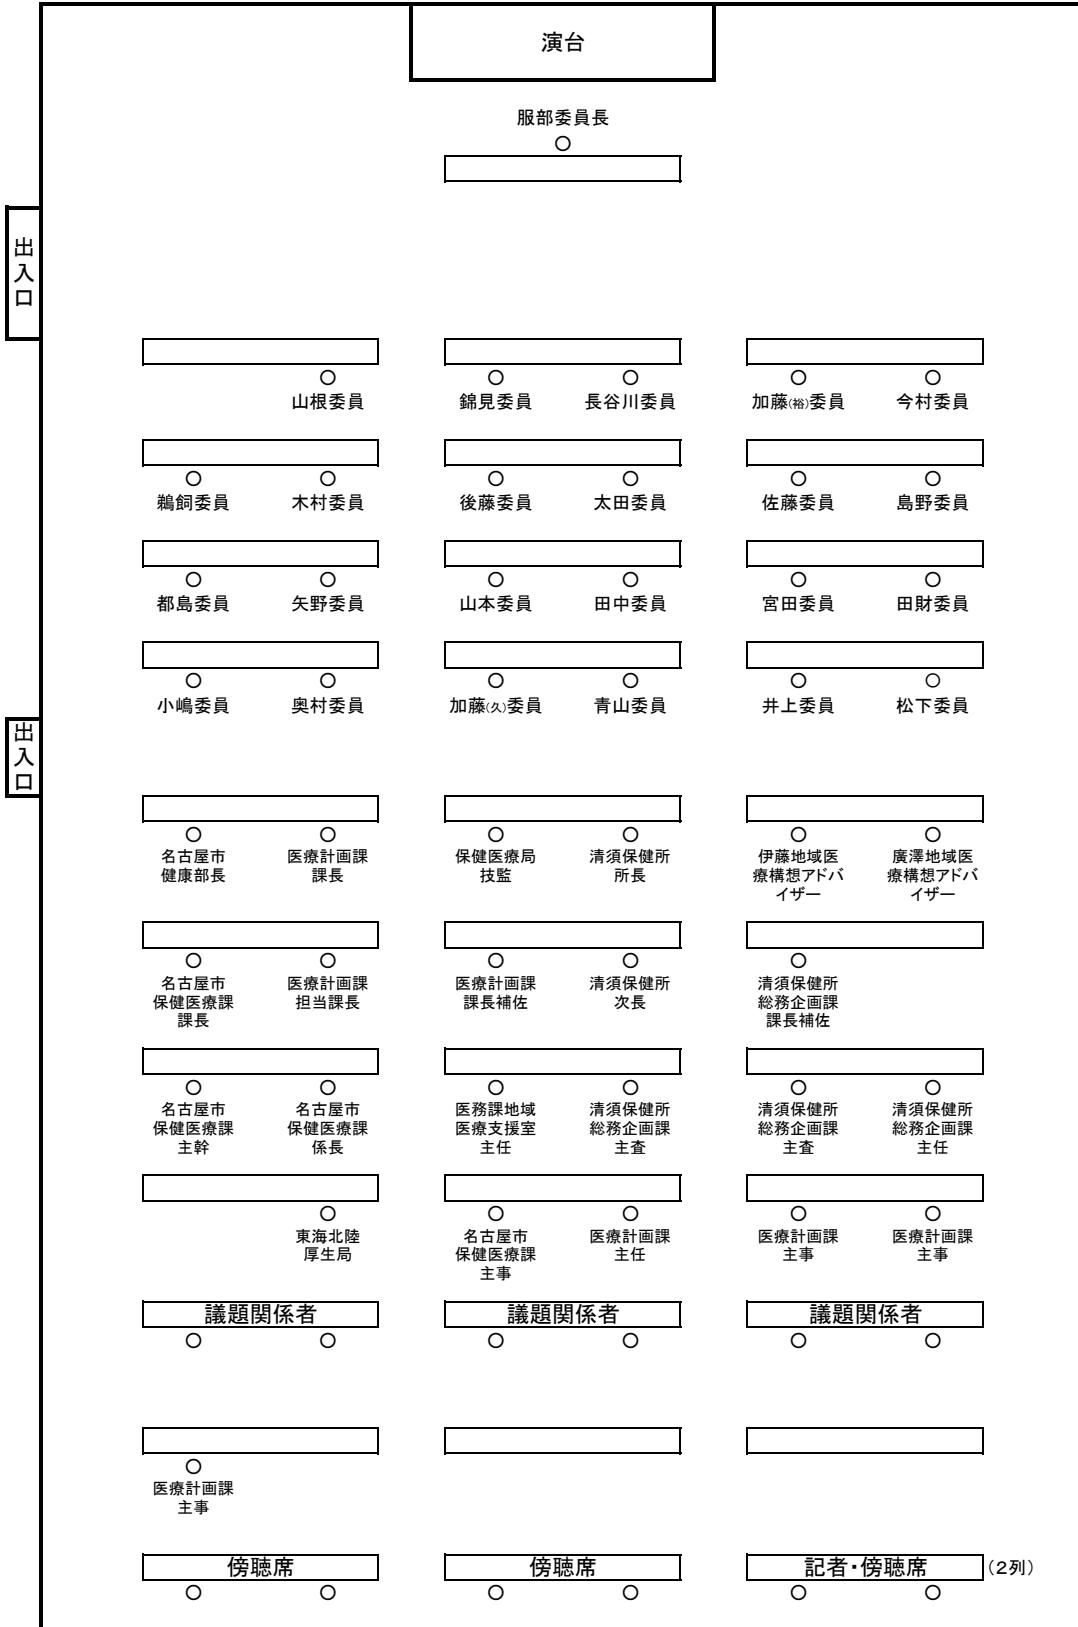 演台
服部委員長
出入口
山根委員 錦見委員 長谷川委員 加藤(裕)委員 今村委員
鵜飼委員 木村委員 後藤委員 太田委員 佐藤委員 島野委員
都島委員 矢野委員 山本委員 田中委員 宮田委員 田財委員
小嶋委員 奥村委員 加藤(久)委員 青山委員 井上委員 松下委員
出入口
名古屋市 医療計画課 保健医療局 清須保健所 伊藤地域医 廣澤地域医
健康部長 課長 技監 所長 療構想アドバ 療構想アドバ
イザー イザー
名古屋市 医療計画課 医療計画課 清須保健所 清須保健所
保健医療課 担当課長 課長補佐 次長 総務企画課
課長 課長補佐
名古屋市 名古屋市 医務課地域 清須保健所 清須保健所 清須保健所
保健医療課 保健医療課 医療支援室 総務企画課 総務企画課 総務企画課
主幹 係長 主任 主査 主査 主任
東海北陸 名古屋市 医療計画課 医療計画課 医療計画課
厚生局 保健医療課 主任 主事 主事
主事
議題関係者 議題関係者 議題関係者
医療計画課
主事
傍聴席 傍聴席 記者・傍聴席 (2列)